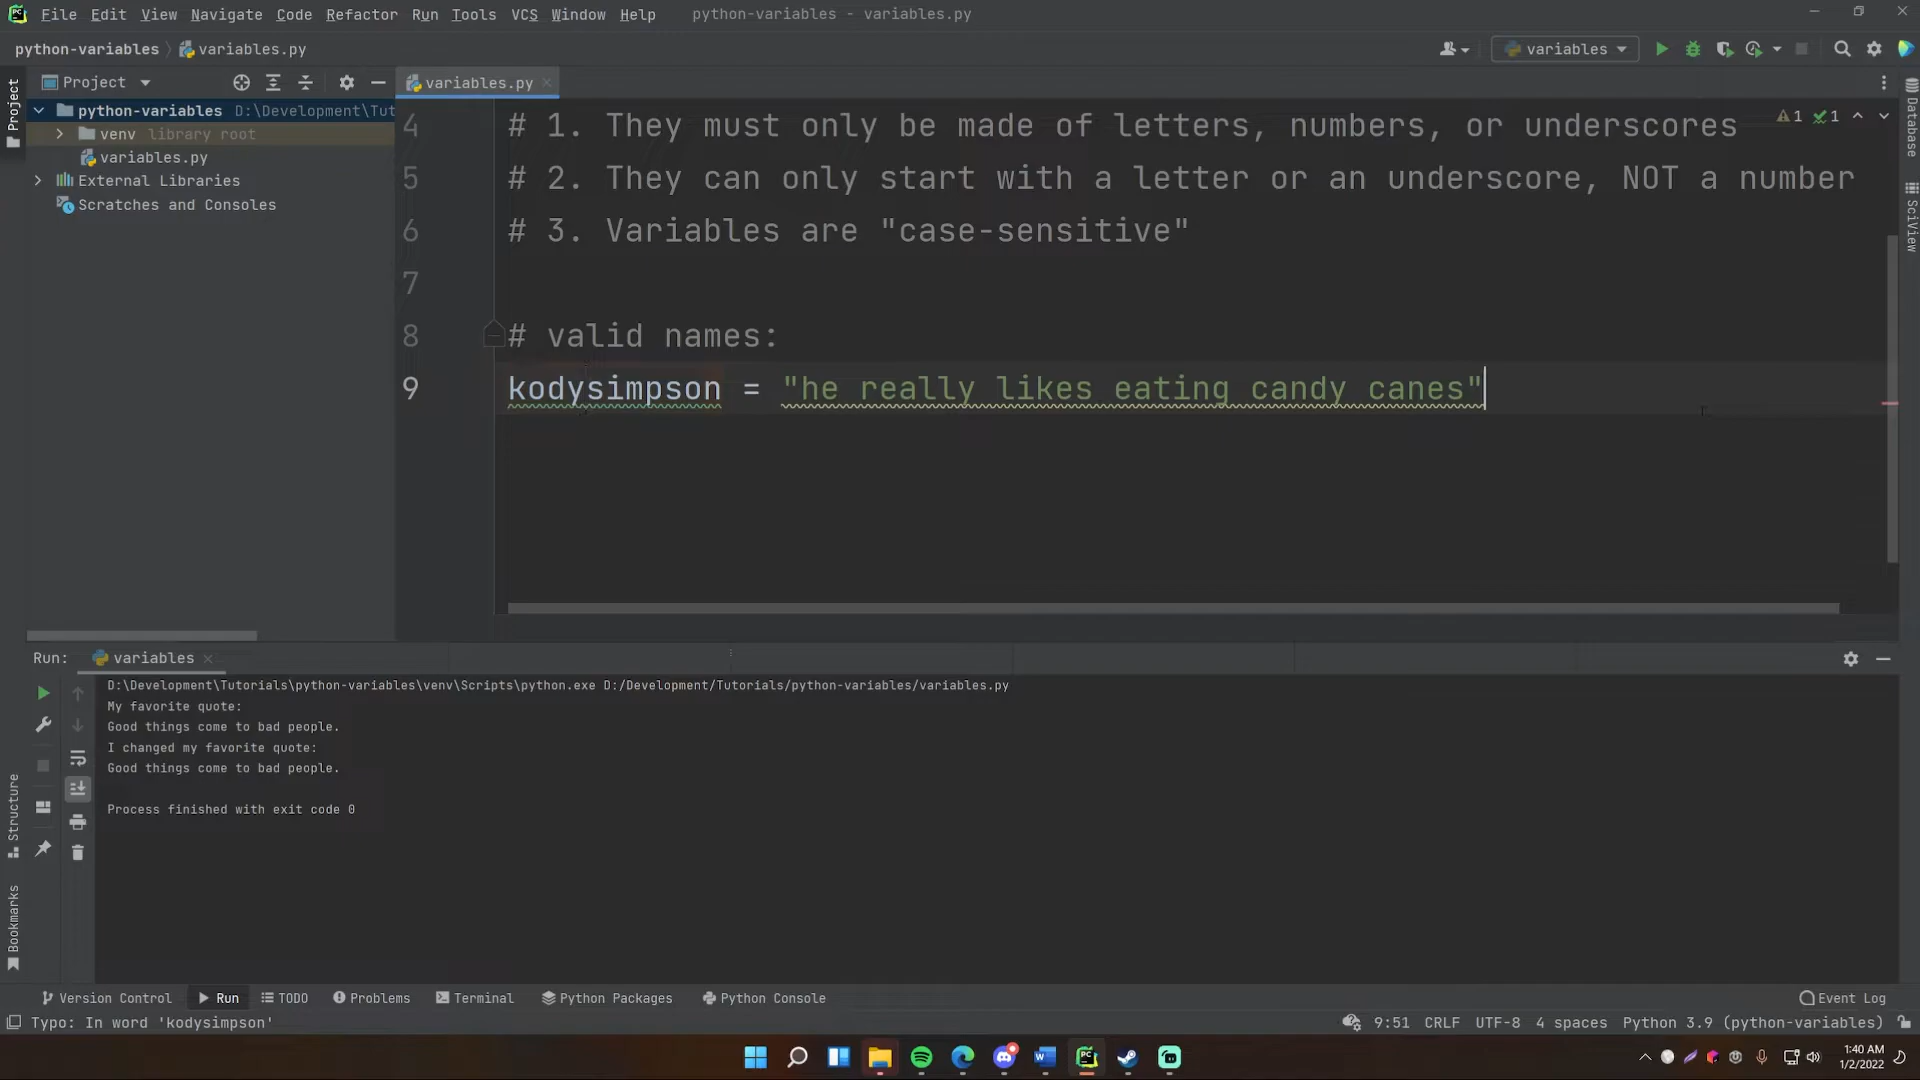 File Edit View Navigate Code Refactor Run Tools VCS Window Help python-variables - variables.py
python-variables variables.py
variables
Project
variables.py
python-variables D:\Development\Tut
venv library root
variables.py
External Libraries
Scratches and Consoles
Project
Structure
Bookmarks
Database
SciView
1 1
4 # 1. They must only be made of letters, numbers, or underscores
5 # 2. They can only start with a letter or an underscore, NOT a number
6 # 3. Variables are "case-sensitive"
7
8 # valid names:
9 kodysimpson = "he really likes eating candy canes"
Run: variables
D:\Development\Tutorials\python-variables\venv\Scripts\python.exe D:/Development/Tutorials/python-variables/variables.py
My favorite quote:
Good things come to bad people.
I changed my favorite quote:
Good things come to bad people.
Process finished with exit code 0
Version Control Run TODO Problems Terminal Python Packages Python Console Event Log
Typo: In word 'kodysimpson' 9:51 CRLF UTF-8 4 spaces Python 3.9 (python-variables)
1:40 AM
1/2/2022